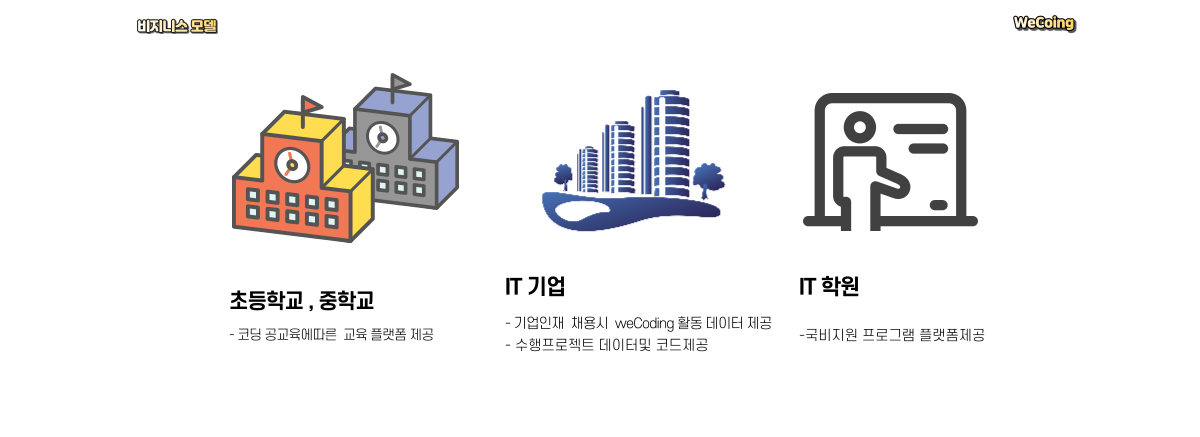 비지니스 모델
WeCoing
초등학교 , 중학교
- 코딩 공교육에따른 교육 플랫폼 제공
IT 기업
- 기업인재 채용시 weCoding 활동 데이터 제공
- 수행프로젝트 데이터및 코드제공
IT 학원
-국비지원 프로그램 플랫폼제공